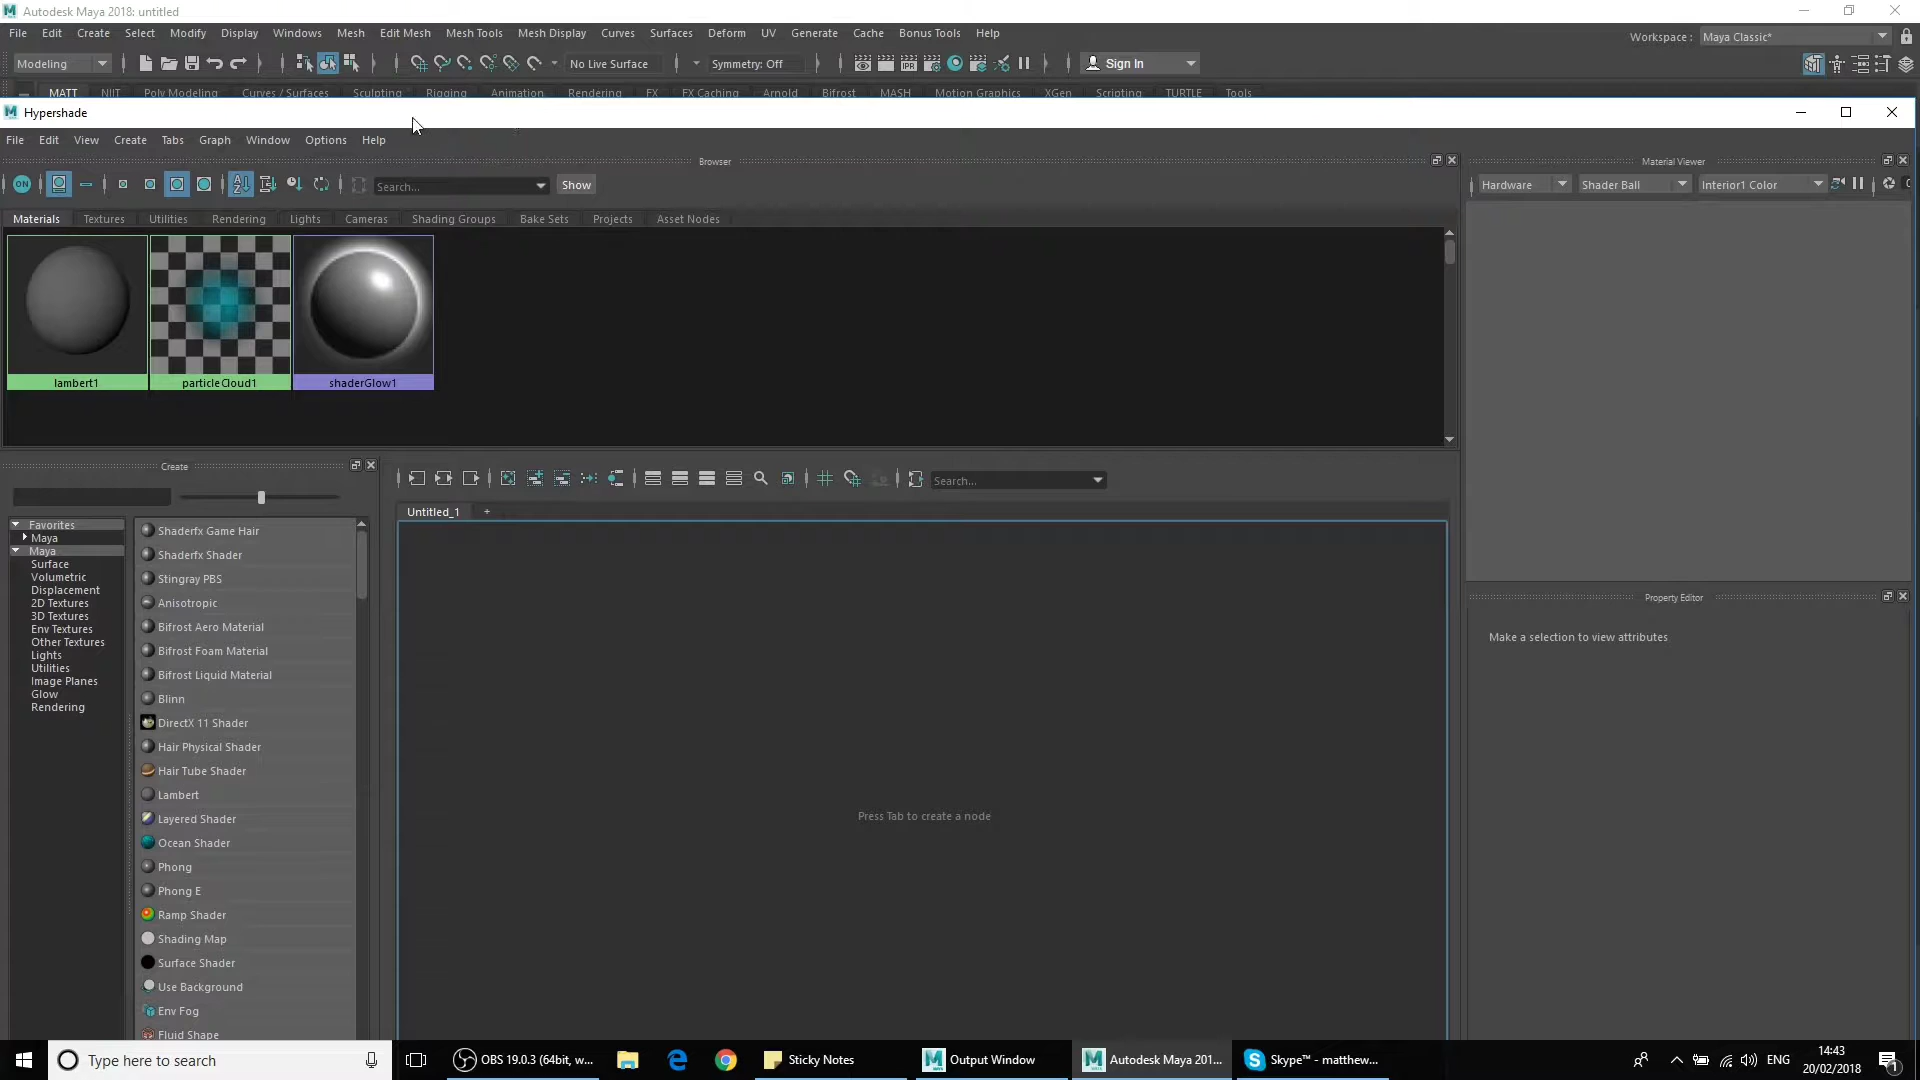 Autodesk Maya 2018: untitled
File Edit Create Select Modify Display Windows Mesh Edit Mesh Mesh Tools Mesh Display Curves Surfaces Deform UV Generate Cache Bonus Tools Help
Workspace : Maya Classic*
Modeling No Live Surface Symmetry: Off Sign In
MATT NIIT Poly Modeling Curves / Surfaces Sculpting Rigging Animation Rendering FX FX Caching Arnold Bifrost MASH Motion Graphics XGen Scripting TURTLE Tools
Hypershade
File Edit View Create Tabs Graph Window Options Help
Browser
Material Viewer
ON Search... Show
Hardware Shader Ball Interior1 Color
Materials Textures Utilities Rendering Lights Cameras Shading Groups Bake Sets Projects Asset Nodes
lambert1 particleCloud1 shaderGlow1
Create
Search...
Untitled_1 +
Favorites
Maya
Maya
Surface
Volumetric
Displacement
2D Textures
3D Textures
Env Textures
Other Textures
Lights
Utilities
Image Planes
Glow
Rendering
Shaderfx Game Hair
Shaderfx Shader
Stingray PBS
Anisotropic
Bifrost Aero Material
Bifrost Foam Material
Bifrost Liquid Material
Blinn
DirectX 11 Shader
Hair Physical Shader
Hair Tube Shader
Lambert
Layered Shader
Ocean Shader
Phong
Phong E
Ramp Shader
Shading Map
Surface Shader
Use Background
Env Fog
Fluid Shape
Press Tab to create a node
Property Editor
Make a selection to view attributes
Type here to search
OBS 19.0.3 (64bit, w...
Sticky Notes
Output Window
Autodesk Maya 201...
Skype™ - matthew...
ENG
14:43
20/02/2018
1